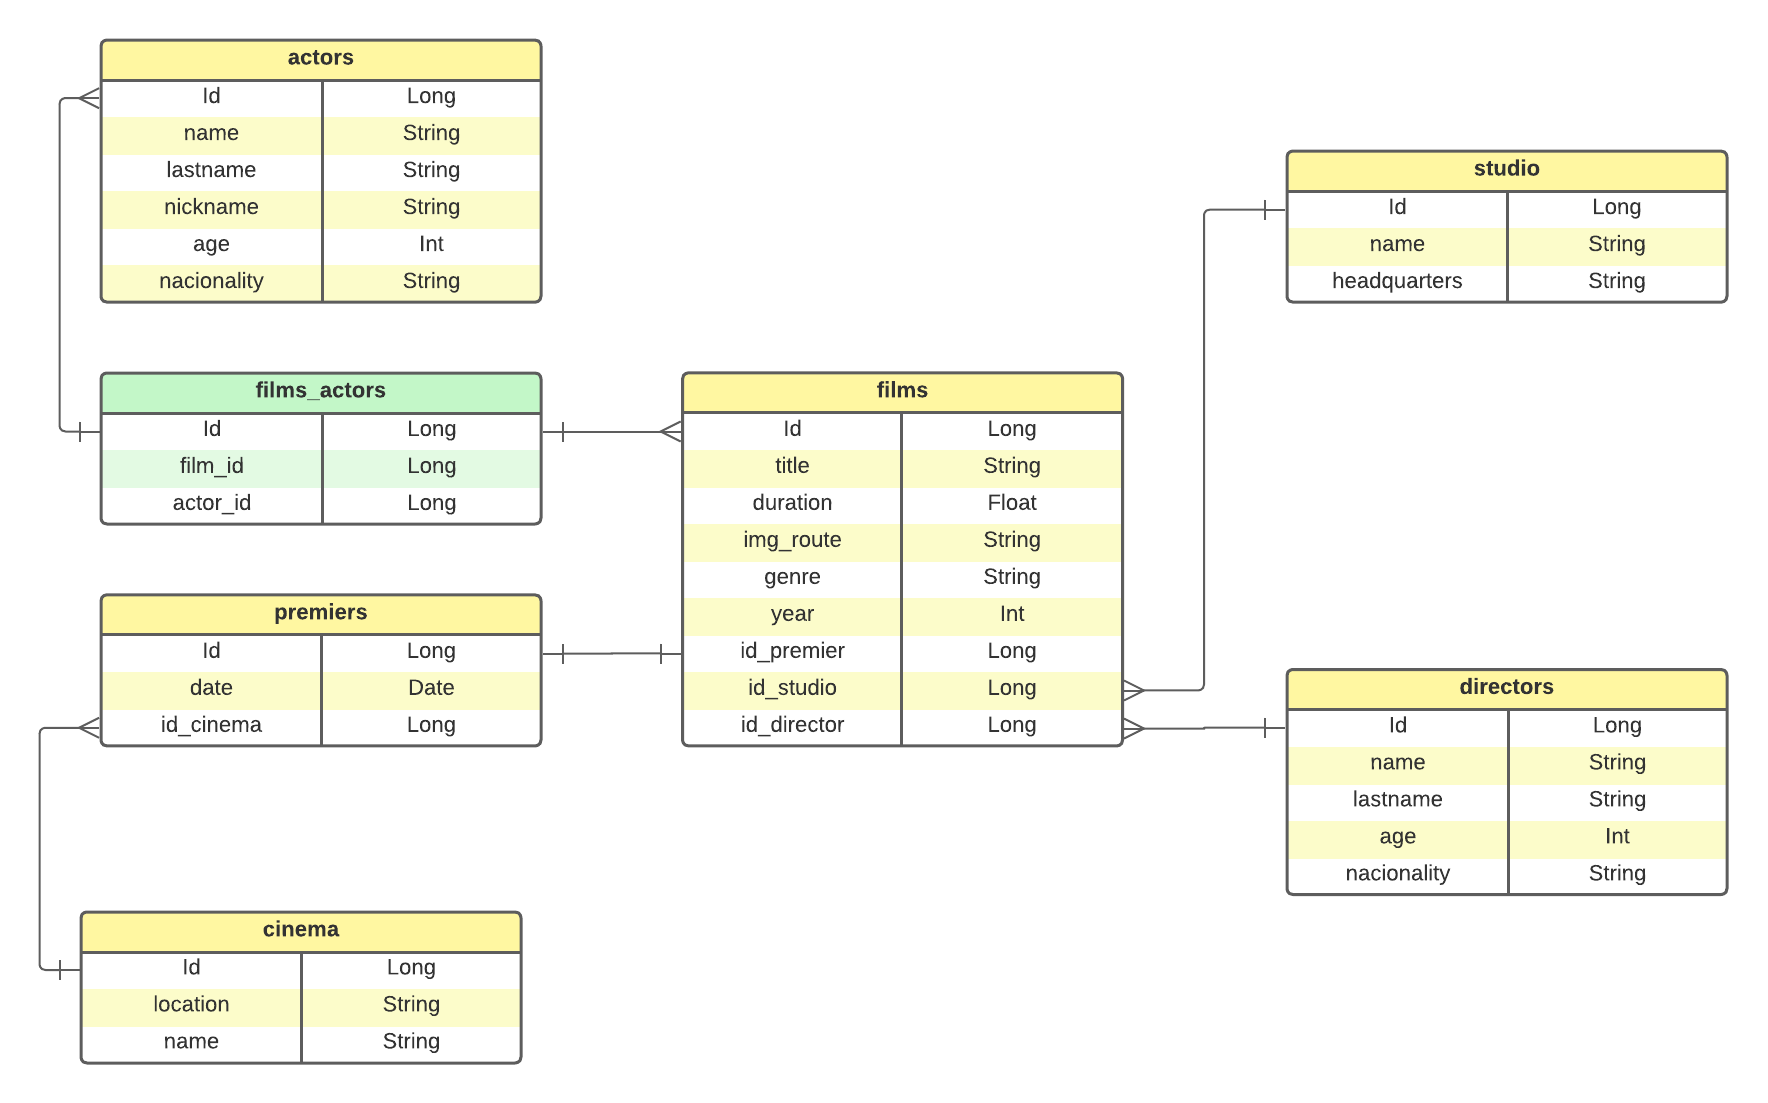 actors
Id Long
name String
lastname String
nickname String
age Int
nacionality String
studio
Id Long
name String
headquarters String
films_actors
Id Long
film_id Long
actor_id Long
films
Id Long
title String
duration Float
img_route String
genre String
year Int
id_premier Long
id_studio Long
id_director Long
premiers
Id Long
date Date
id_cinema Long
directors
Id Long
name String
lastname String
age Int
nacionality String
cinema
Id Long
location String
name String